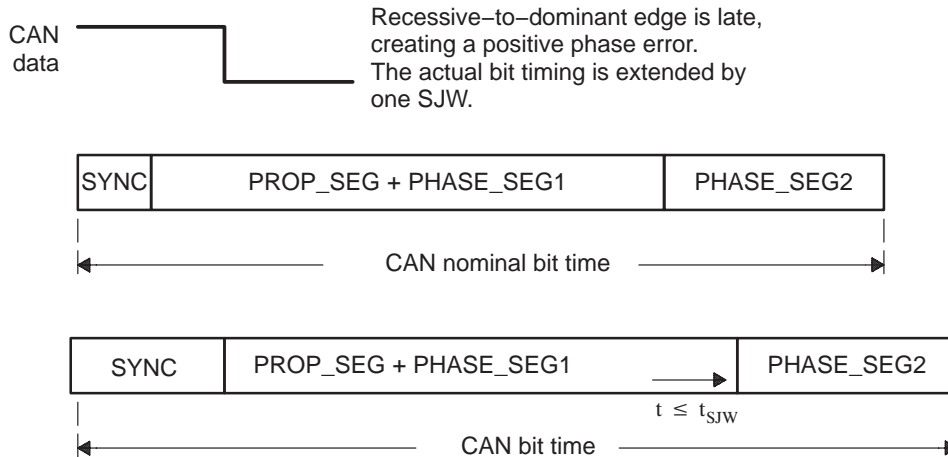 CAN
data
Recessive−to−dominant edge is late,
creating a positive phase error.
The actual bit timing is extended by
one SJW.
SYNC
PROP_SEG + PHASE_SEG1
PHASE_SEG2
CAN nominal bit time
SYNC
PROP_SEG + PHASE_SEG1
PHASE_SEG2
t ≤ tSJW
CAN bit time